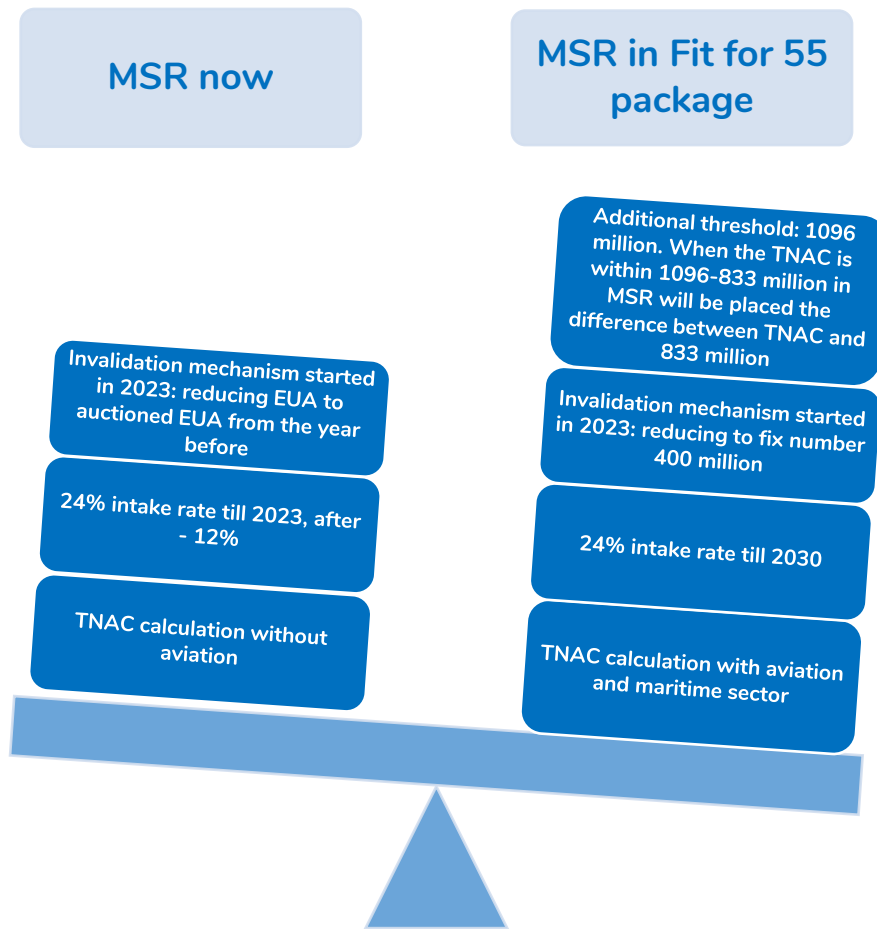 MSR now
MSR in Fit for 55
package
Additional threshold: 1096
million. When the TNAC is
within 1096-833 million in
MSR will be placed the
difference between TNAC and
833 million
Invalidation mechanism started
in 2023: reducing EUA to
auctioned EUA from the year
before
Invalidation mechanism started
in 2023: reducing to fix number
400 million
24% intake rate till 2023, after
- 12%
24% intake rate till 2030
TNAC calculation without
aviation
TNAC calculation with aviation
and maritime sector